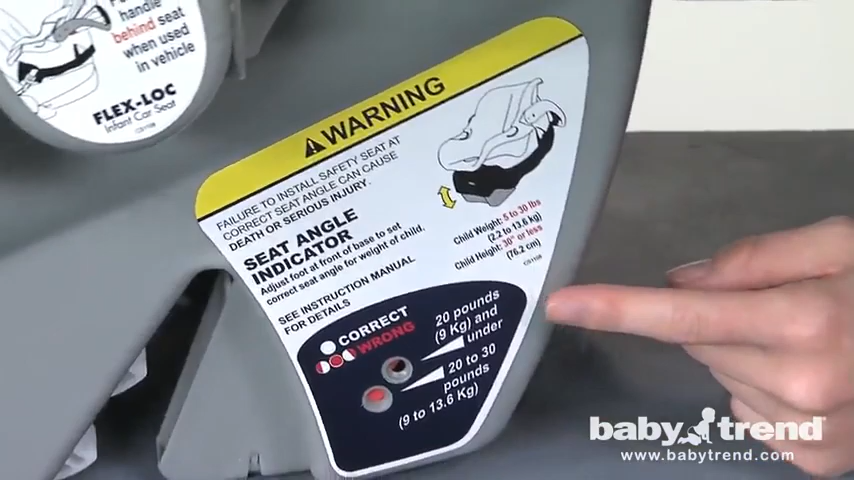 handle
behind seat
when used
in vehicle
FLEX-LOC
Infant Car Seat
WARNING
FAILURE TO INSTALL SAFETY SEAT AT
CORRECT SEAT ANGLE CAN CAUSE
DEATH OR SERIOUS INJURY.
SEAT ANGLE
INDICATOR
Adjust foot at front of base to set
correct seat angle for weight of child.
SEE INSTRUCTION MANUAL
FOR DETAILS
Child Weight: 5 to 30 lbs
(2.2 to 13.6 kg)
Child Height: 30" or less
(76.2 cm)
CORRECT
WRONG
20 pounds
(9 Kg) and
under
20 to 30
pounds
(9 to 13.6 Kg)
baby trend
www.babytrend.com